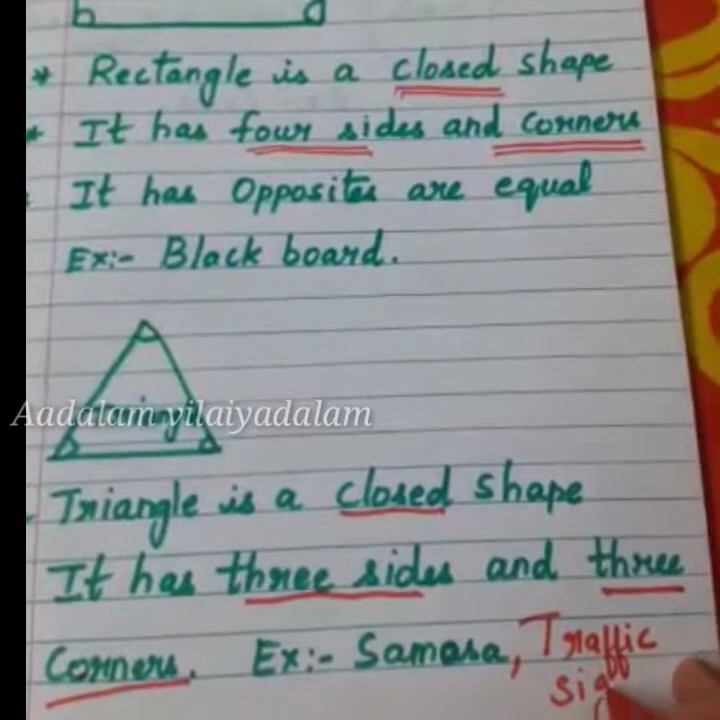 * Rectangle is a closed shape
* It has four sides and corners
It has Opposites are equal
Ex:- Black board.
Aadalam vilaiyadalam
Triangle is a closed shape
It has three sides and three
Corners. Ex:- Samosa, Traffic